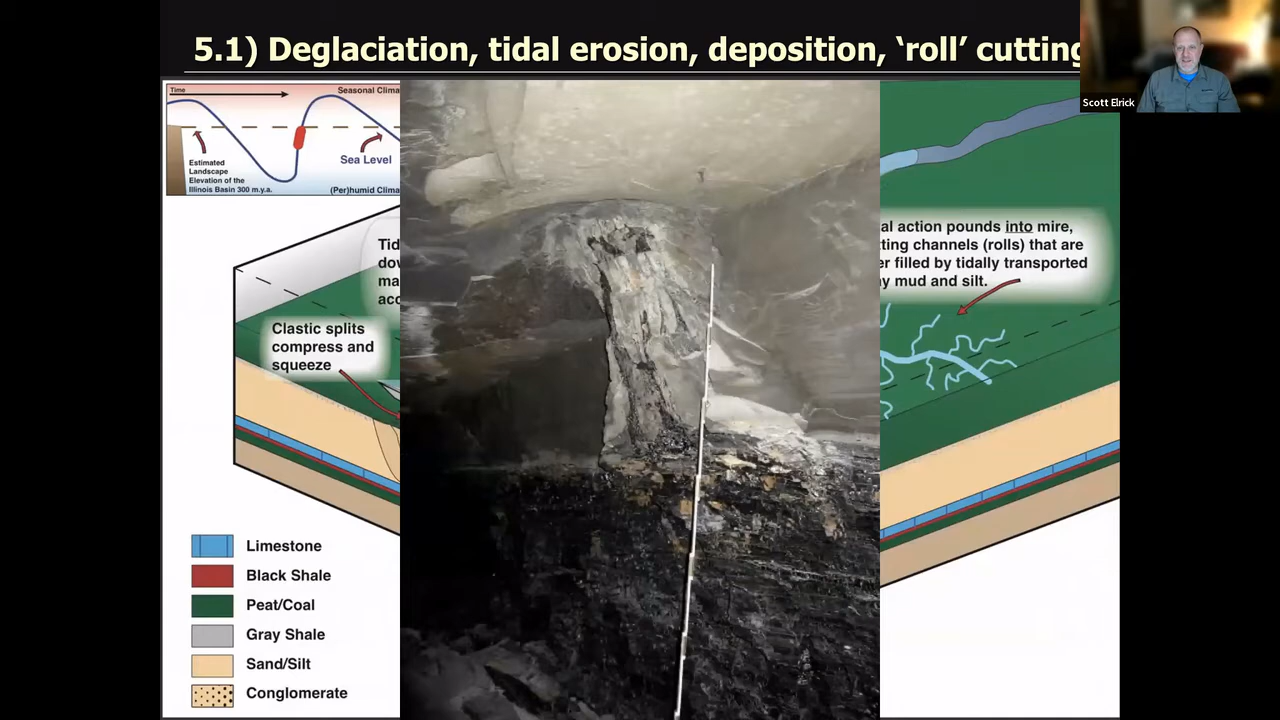 5.1) Deglaciation, tidal erosion, deposition, ‘roll’ cutting
Scott Elrick
Time
Seasonal Clima
Estimated
Landscape
Elevation of the
Illinois Basin 300 m.y.a.
Sea Level
(Per)humid Clima
Tid
dov
ma
acc
Clastic splits
compress and
squeeze
al action pounds into mire,
ting channels (rolls) that are
er filled by tidally transported
y mud and silt.
Limestone
Black Shale
Peat/Coal
Gray Shale
Sand/Silt
Conglomerate